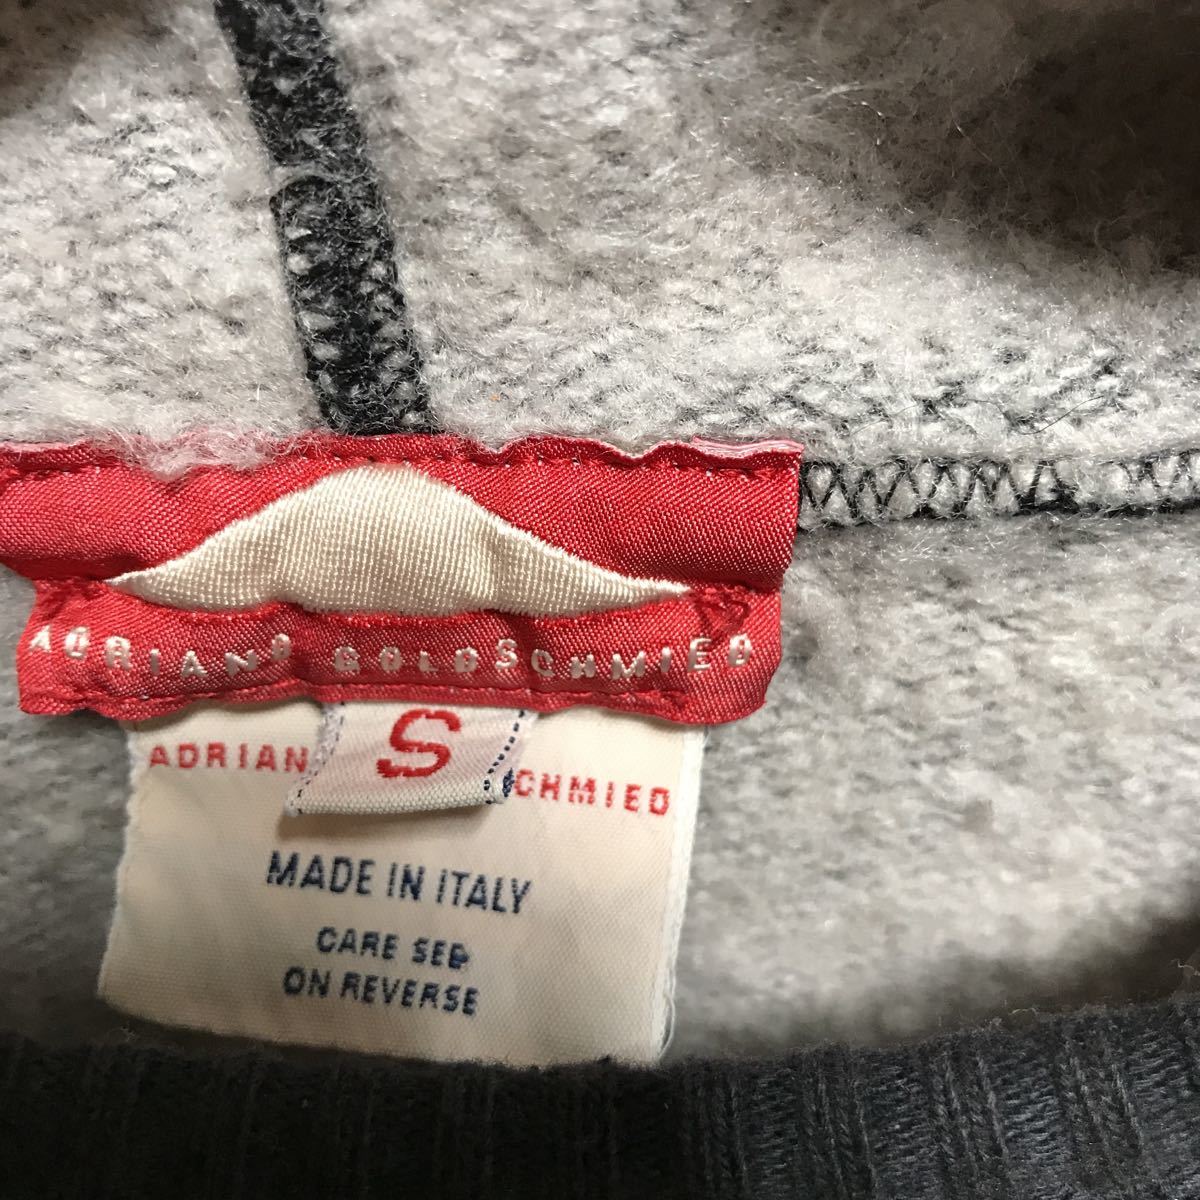 ADRIANO GOLDSCHMIED
S
ADRIAN CHMIED
MADE IN ITALY
CARE SEE
ON REVERSE